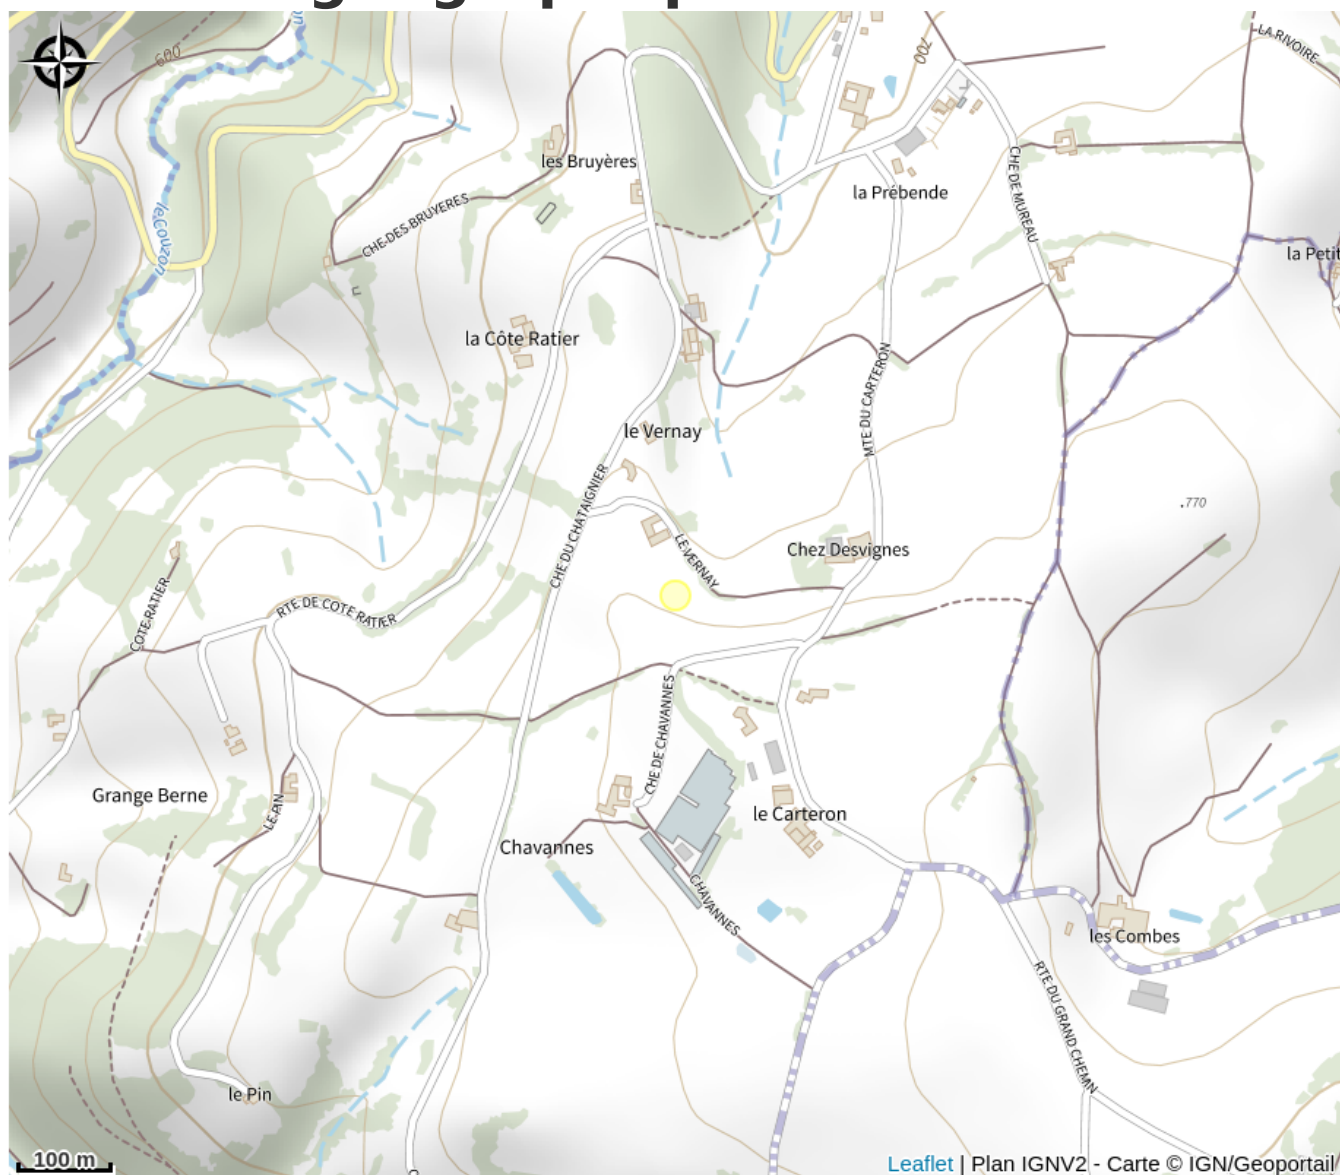 600
700
LA RIVOIRE
les Bruyères
la Prébende
CHE DE MUREAU
CHE DES BRUYERES
le Couzon
la Petit
la Côte Ratier
MTE DU CARTERON
le Vernay
CHE DU CHATAIGNIER
.770
LE VERNAY
Chez Desvignes
COTE RATIER
RTE DE COTE RATIER
CHE DE CHAVANNES
Grange Berne
LE PAN
le Carteron
Chavannes
CHAVANNES
les Combes
RTE DU GRAND CHEMN
le Pin
100 m
Leaflet | Plan IGNV2 - Carte © IGN/Geoportail